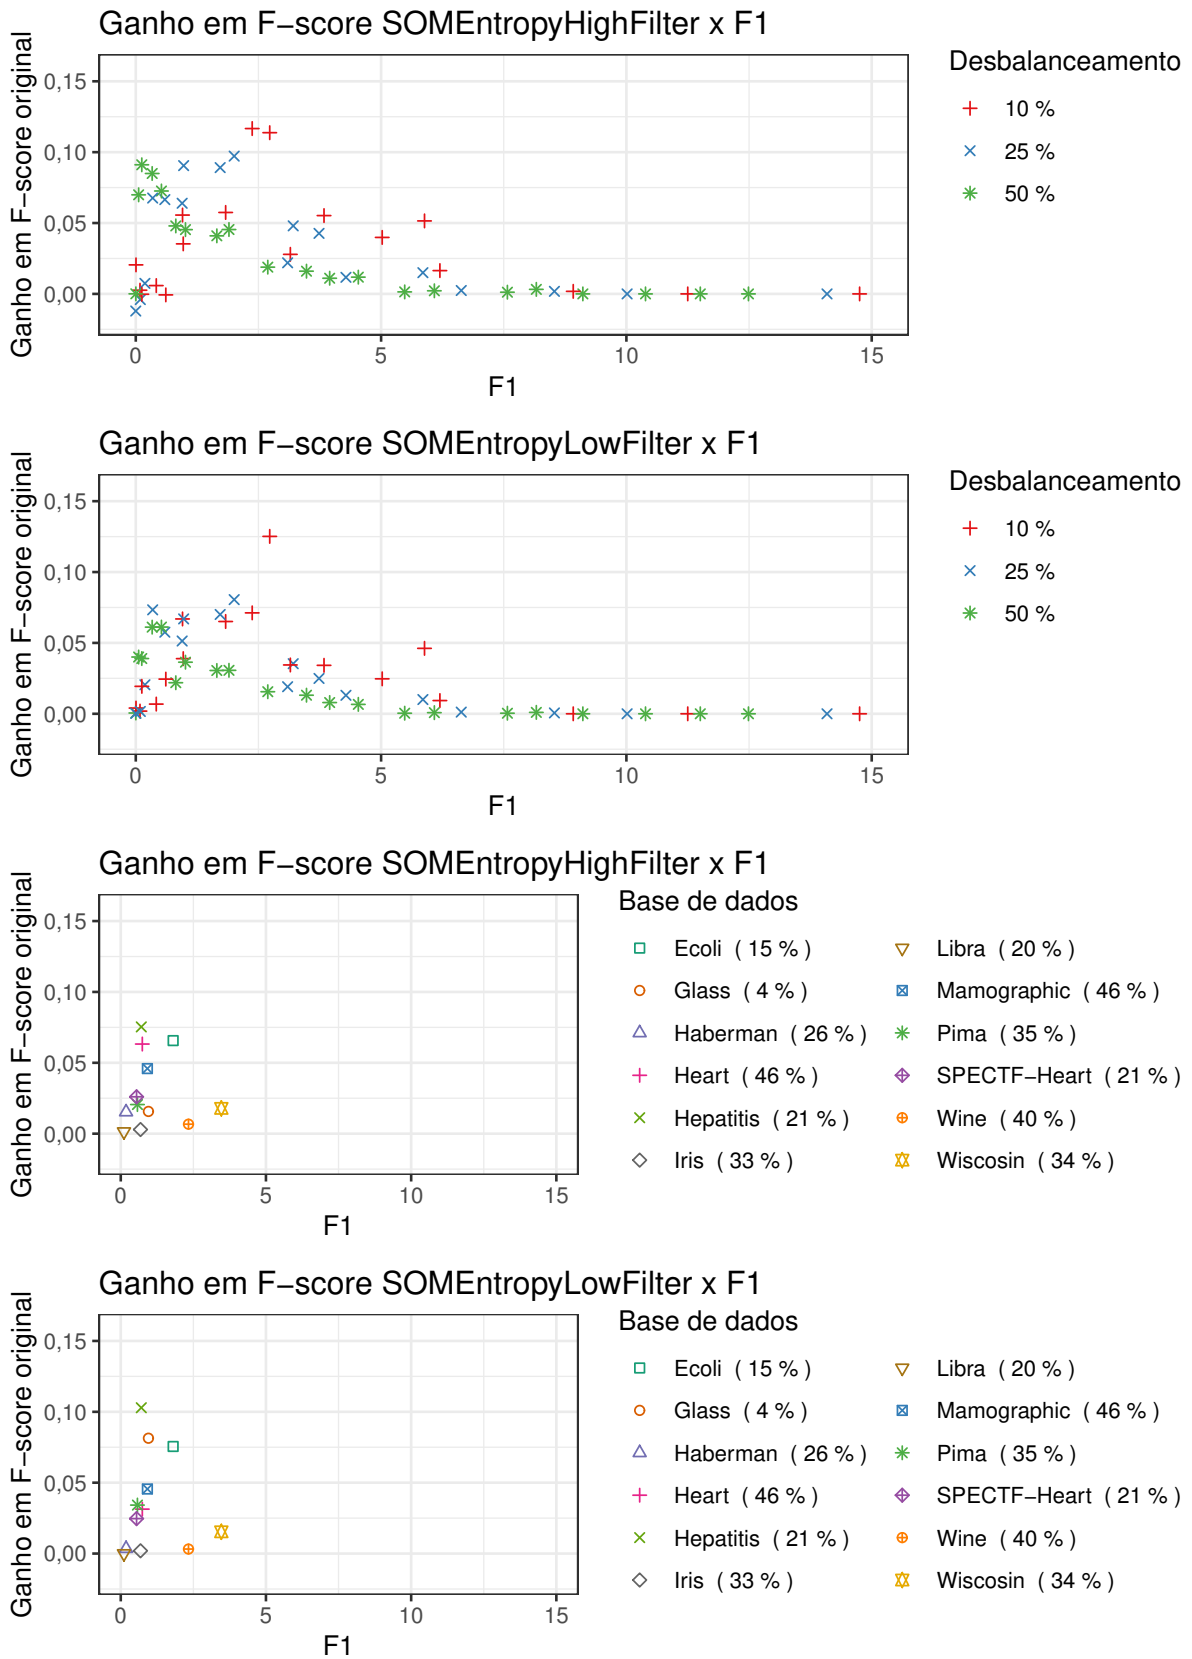 Ganho em F−score SOMEntropyHighFilter x F1
Ganho em F−score original
0,15
0,10
0,05
0,00
0
5
10
15
F1
Desbalanceamento
10 %
25 %
50 %
Ganho em F−score SOMEntropyLowFilter x F1
Ganho em F−score original
0,15
0,10
0,05
0,00
0
5
10
15
F1
Desbalanceamento
10 %
25 %
50 %
Ganho em F−score SOMEntropyHighFilter x F1
Ganho em F−score original
0,15
0,10
0,05
0,00
0
5
10
15
F1
Base de dados
Ecoli ( 15 % )
Glass ( 4 % )
Haberman ( 26 % )
Heart ( 46 % )
Hepatitis ( 21 % )
Iris ( 33 % )
Libra ( 20 % )
Mamographic ( 46 % )
Pima ( 35 % )
SPECTF−Heart ( 21 % )
Wine ( 40 % )
Wiscosin ( 34 % )
Ganho em F−score SOMEntropyLowFilter x F1
Ganho em F−score original
0,15
0,10
0,05
0,00
0
5
10
15
F1
Base de dados
Ecoli ( 15 % )
Glass ( 4 % )
Haberman ( 26 % )
Heart ( 46 % )
Hepatitis ( 21 % )
Iris ( 33 % )
Libra ( 20 % )
Mamographic ( 46 % )
Pima ( 35 % )
SPECTF−Heart ( 21 % )
Wine ( 40 % )
Wiscosin ( 34 % )